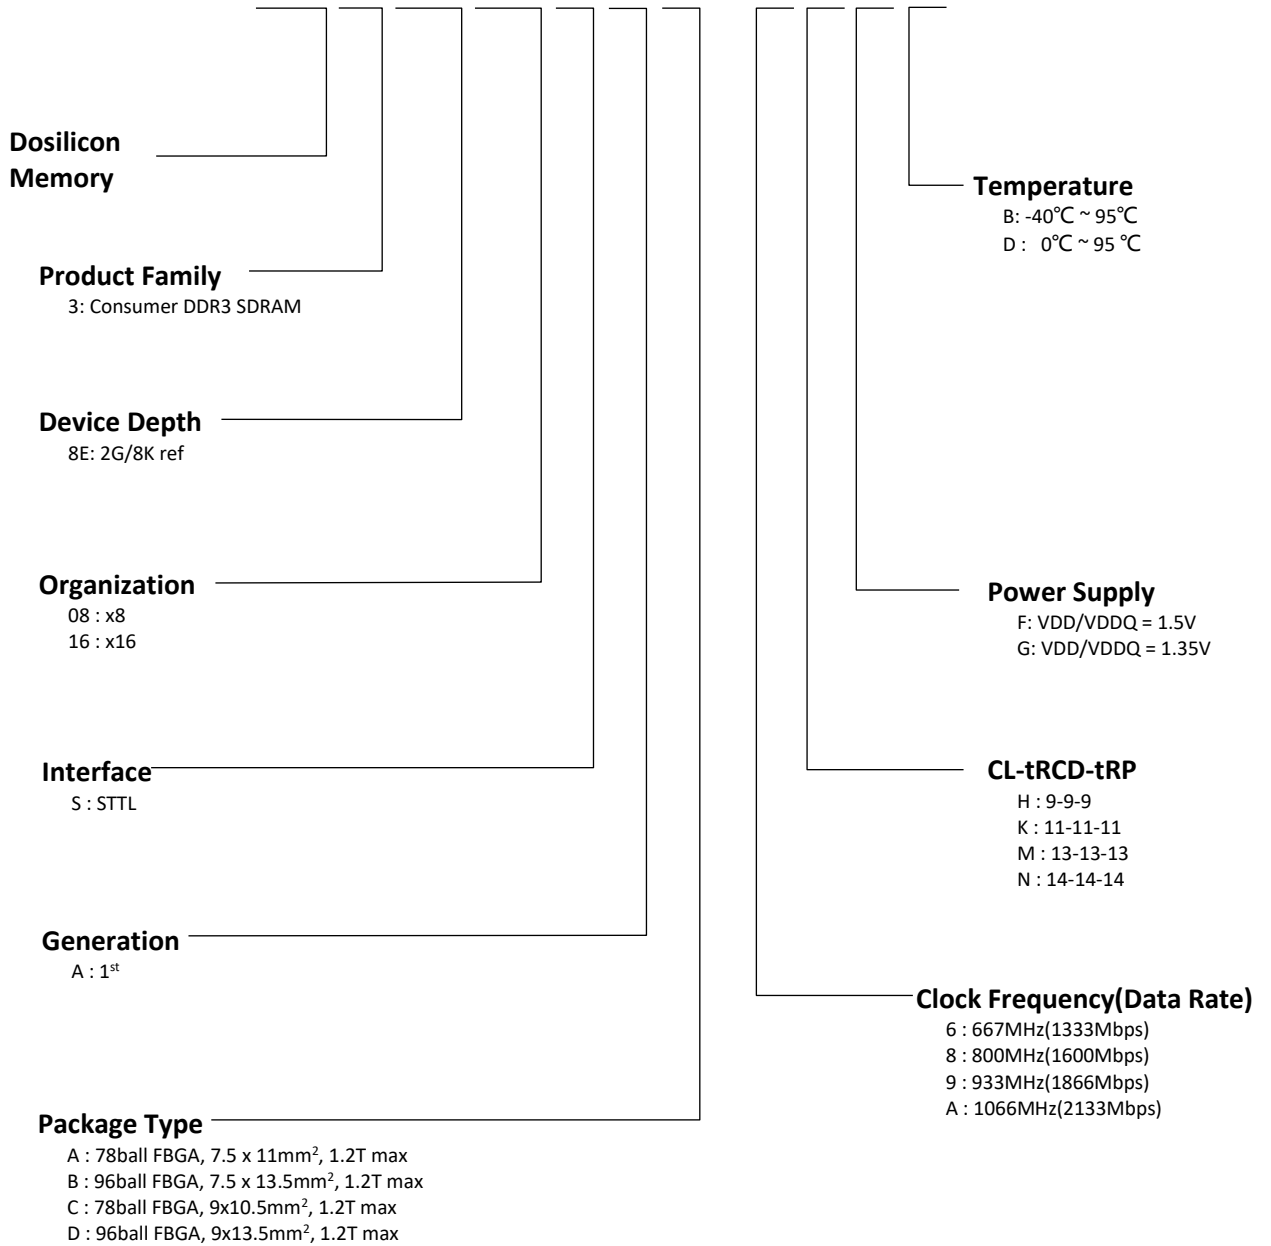 Dosilicon
Memory
Product Family
3: Consumer DDR3 SDRAM
Device Depth
8E: 2G/8K ref
Organization
08 : x8
16 : x16
Interface
S : STTL
Generation
A : 1st
Package Type
A : 78ball FBGA, 7.5 x 11mm², 1.2T max
B : 96ball FBGA, 7.5 x 13.5mm², 1.2T max
C : 78ball FBGA, 9x10.5mm², 1.2T max
D : 96ball FBGA, 9x13.5mm², 1.2T max
Temperature
B: -40℃ ~ 95℃
D : 0℃ ~ 95 ℃
Power Supply
F: VDD/VDDQ = 1.5V
G: VDD/VDDQ = 1.35V
CL-tRCD-tRP
H : 9-9-9
K : 11-11-11
M : 13-13-13
N : 14-14-14
Clock Frequency(Data Rate)
6 : 667MHz(1333Mbps)
8 : 800MHz(1600Mbps)
9 : 933MHz(1866Mbps)
A : 1066MHz(2133Mbps)